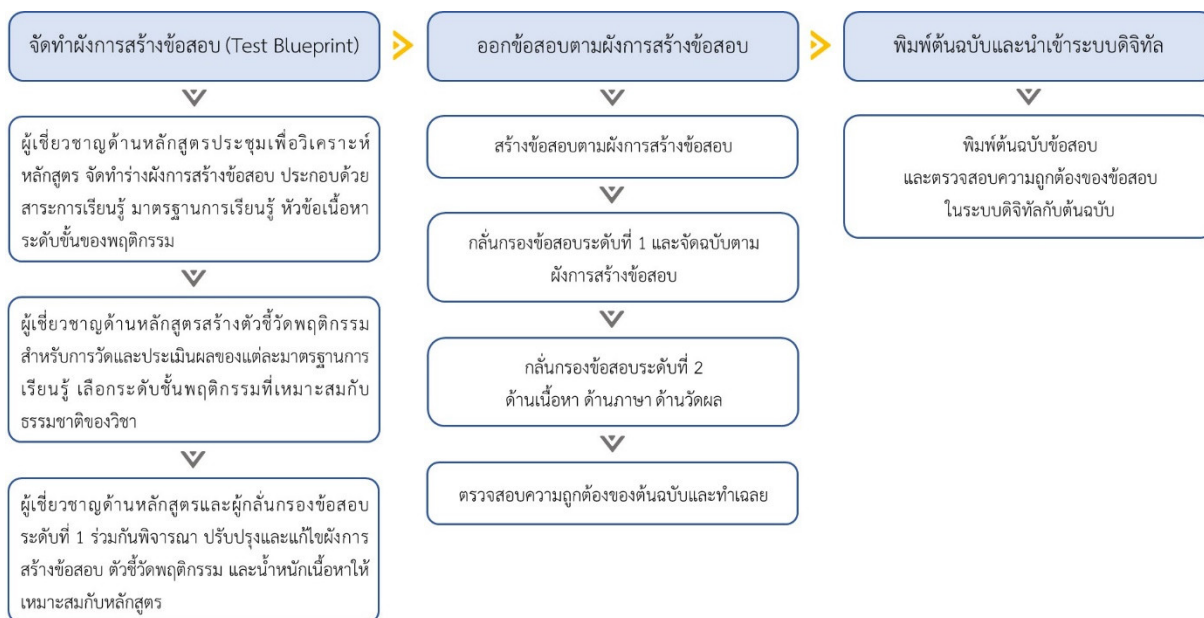 จัดทำผังการสร้างข้อสอบ (Test Blueprint)
ผู้เชี่ยวชาญด้านหลักสูตรประชุมเพื่อวิเคราะห์
หลักสูตร จัดทำร่างผังการสร้างข้อสอบ ประกอบด้วย
สาระการเรียนรู้ มาตรฐานการเรียนรู้ หัวข้อเนื้อหา
ระดับขั้นของพฤติกรรม
ผู้เชี่ยวชาญด้านหลักสูตรสร้างตัวชี้วัดพฤติกรรม
สำหรับการวัดและประเมินผลของแต่ละมาตรฐานการ
เรียนรู้ เลือกระดับชั้นพฤติกรรมที่เหมาะสมกับ
ธรรมชาติของวิชา
ผู้เชี่ยวชาญด้านหลักสูตรและผู้กลั่นกรองข้อสอบ
ระดับที่ 1 ร่วมกันพิจารณา ปรับปรุงและแก้ไขผังการ
สร้างข้อสอบ ตัวชี้วัดพฤติกรรม และน้ำหนักเนื้อหาให้
เหมาะสมกับหลักสูตร
ออกข้อสอบตามผังการสร้างข้อสอบ
สร้างข้อสอบตามผังการสร้างข้อสอบ
กลั่นกรองข้อสอบระดับที่ 1 และจัดฉบับตาม
ผังการสร้างข้อสอบ
กลั่นกรองข้อสอบระดับที่ 2
ด้านเนื้อหา ด้านภาษา ด้านวัดผล
ตรวจสอบความถูกต้องของต้นฉบับและทำเฉลย
พิมพ์ต้นฉบับและนำเข้าระบบดิจิทัล
พิมพ์ต้นฉบับข้อสอบ
และตรวจสอบความถูกต้องของข้อสอบ
ในระบบดิจิทัลกับต้นฉบับ